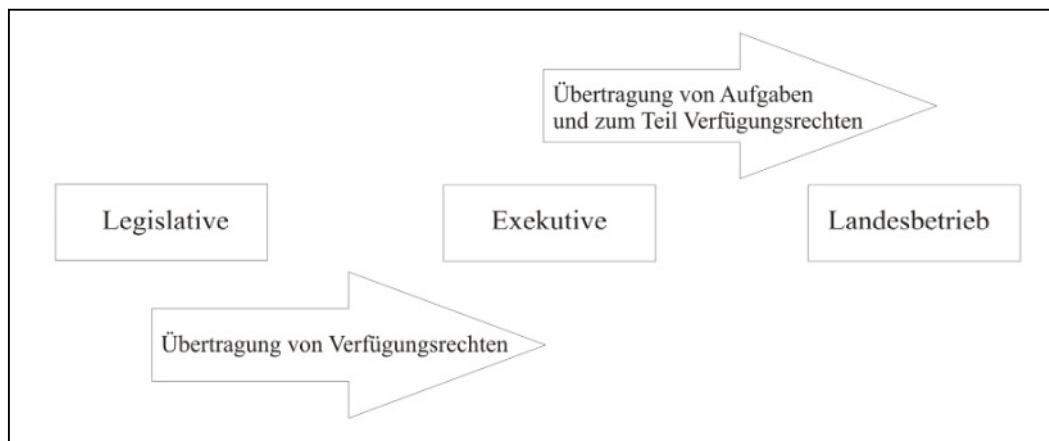 Übertragung von Aufgaben
und zum Teil Verfügungsrechten
Legislative
Exekutive
Landesbetrieb
Übertragung von Verfügungsrechten